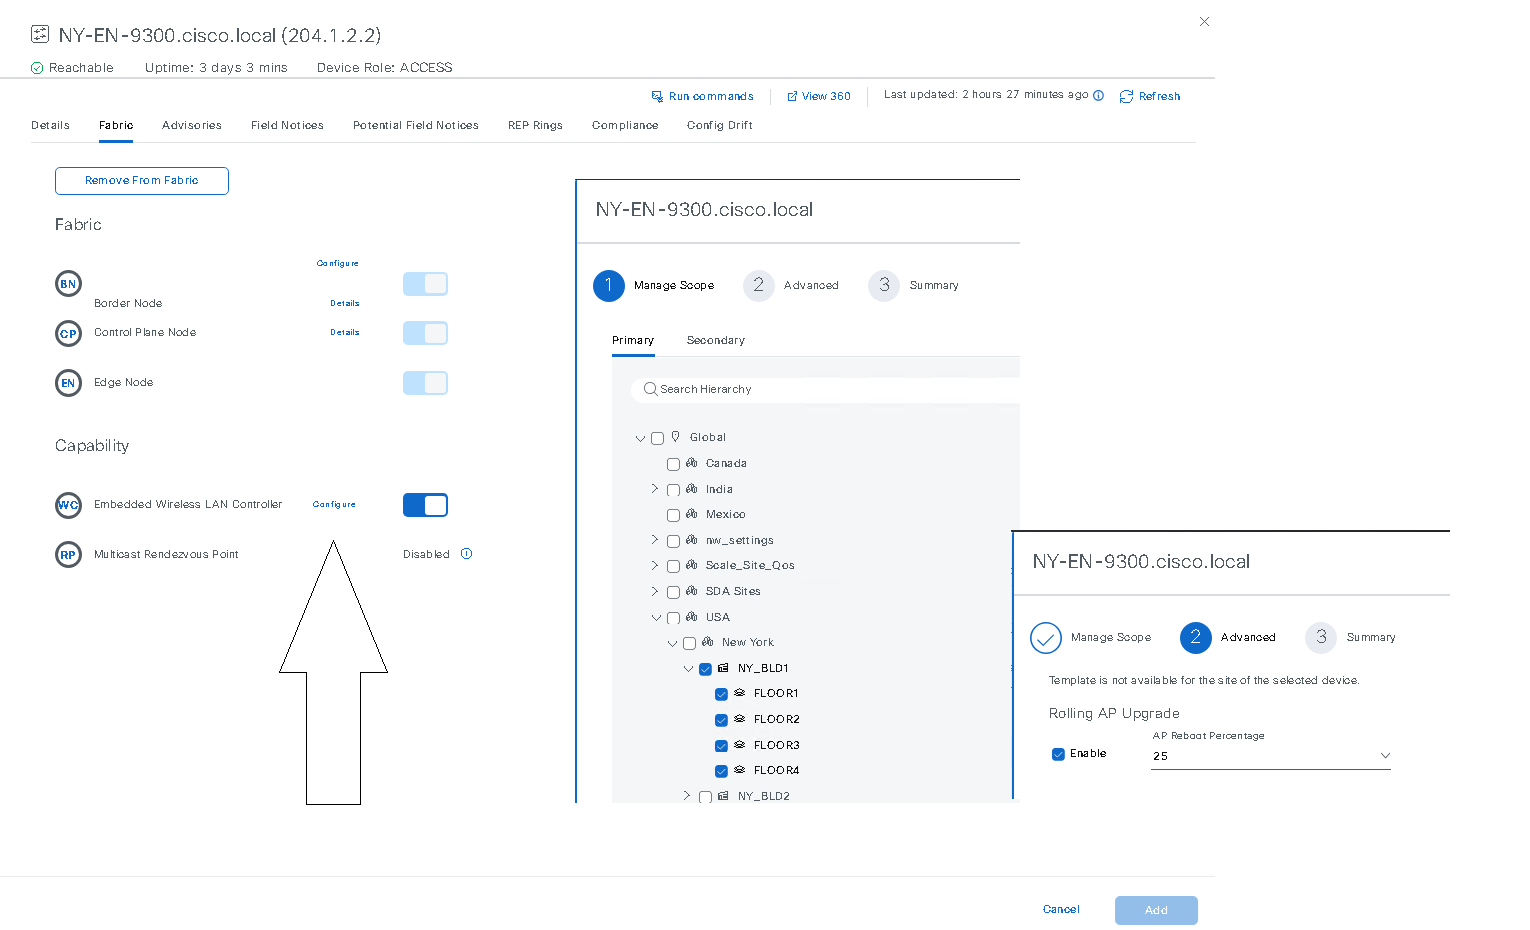 NY-EN-9300.cisco.local (204.1.2.2)
Reachable Uptime: 3 days 3 mins Device Role: ACCESS
Run commands View 360 Last updated: 2 hours 27 minutes ago Refresh
Details Fabric Advisories Field Notices Potential Field Notices REP Rings Compliance Config Drift
Remove From Fabric
Fabric
Configure
BN
Border Node Details
CP Control Plane Node Details
EN Edge Node
Capability
WC Embedded Wireless LAN Controller Configure
RP Multicast Rendezvous Point Disabled
NY-EN-9300.cisco.local
1 Manage Scope 2 Advanced 3 Summary
Primary Secondary
Search Hierarchy
Global
Canada
India
Mexico
nw_settings
Scale_Site_Qos
SDA Sites
USA
New York
NY_BLD1
FLOOR1
FLOOR2
FLOOR3
FLOOR4
NY_BLD2
NY-EN-9300.cisco.local
Manage Scope 2 Advanced 3 Summary
Template is not available for the site of the selected device.
Rolling AP Upgrade
AP Reboot Percentage
Enable 25
Cancel Add